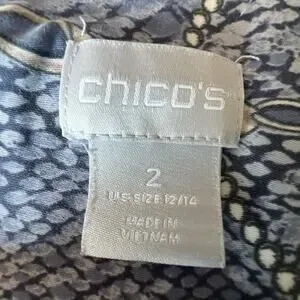 chico's
2
U.S. SIZE 12/14
MADE IN
VIETNAM